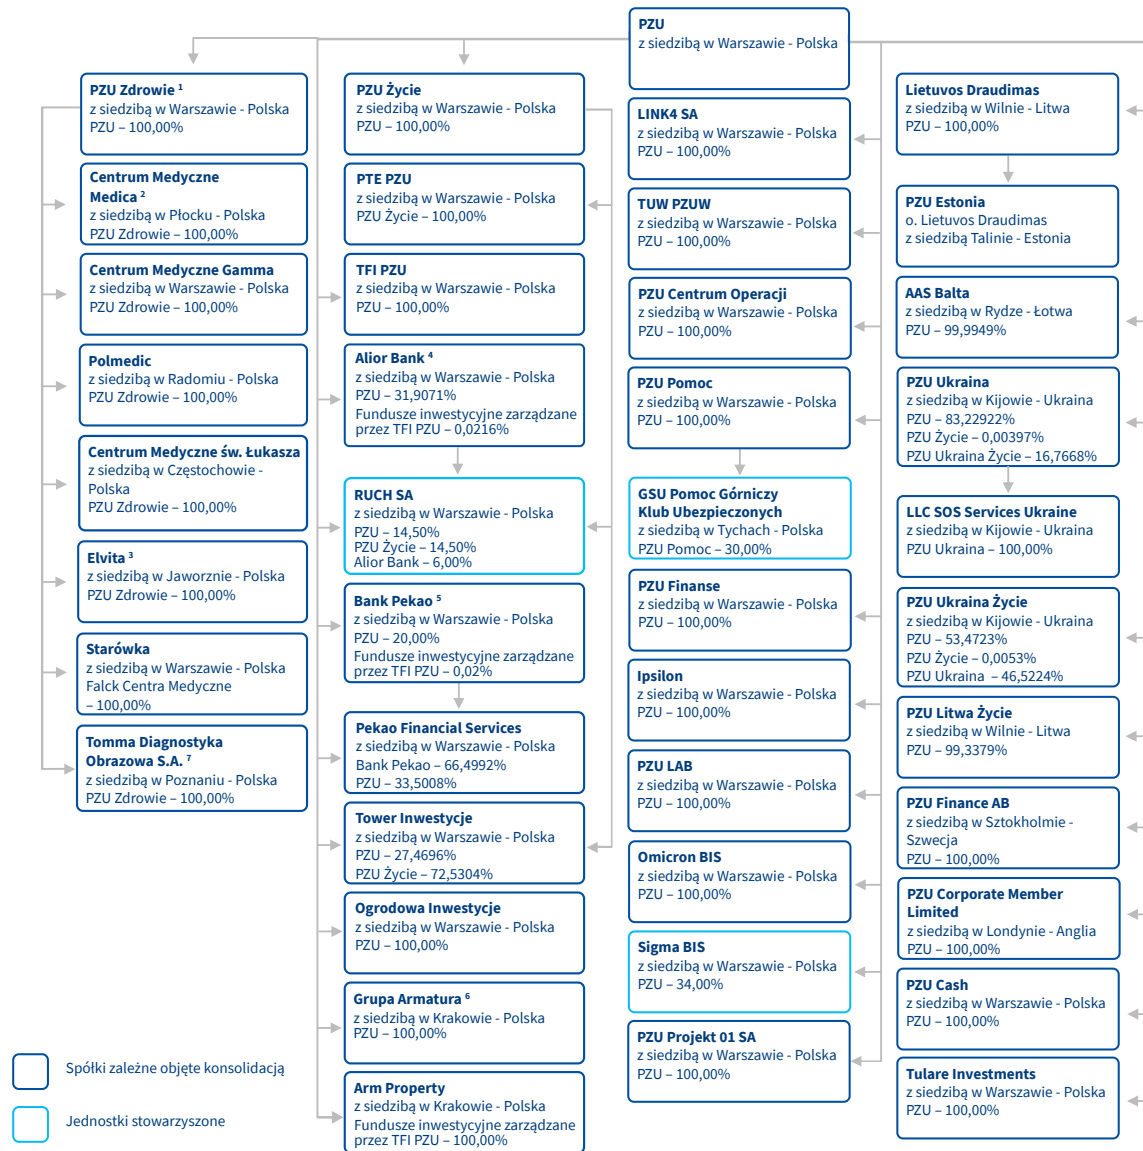 PZU
z siedzibą w Warszawie - Polska
PZU Zdrowie ¹
z siedzibą w Warszawie - Polska
PZU – 100,00%
Centrum Medyczne
Medica ²
z siedzibą w Płocku - Polska
PZU Zdrowie – 100,00%
Centrum Medyczne Gamma
z siedzibą w Warszawie - Polska
PZU Zdrowie – 100,00%
Polmedic
z siedzibą w Radomiu - Polska
PZU Zdrowie – 100,00%
Centrum Medyczne św. Łukasza
z siedzibą w Częstochowie -
Polska
PZU Zdrowie – 100,00%
Elvita ³
z siedzibą w Jaworznie - Polska
PZU Zdrowie – 100,00%
Starówka
z siedzibą w Warszawie - Polska
Falck Centra Medyczne
– 100,00%
Tomma Diagnostyka
Obrazowa S.A. ⁷
z siedzibą w Poznaniu - Polska
PZU Zdrowie – 100,00%
PZU Życie
z siedzibą w Warszawie - Polska
PZU – 100,00%
PTE PZU
z siedzibą w Warszawie - Polska
PZU Życie – 100,00%
TFI PZU
z siedzibą w Warszawie - Polska
PZU – 100,00%
Alior Bank ⁴
z siedzibą w Warszawie - Polska
PZU – 31,9071%
Fundusze inwestycyjne zarządzane
przez TFI PZU – 0,0216%
RUCH SA
z siedzibą w Warszawie - Polska
PZU – 14,50%
PZU Życie – 14,50%
Alior Bank – 6,00%
Bank Pekao ⁵
z siedzibą w Warszawie - Polska
PZU – 20,00%
Fundusze inwestycyjne zarządzane
przez TFI PZU – 0,02%
Pekao Financial Services
z siedzibą w Warszawie - Polska
Bank Pekao – 66,4992%
PZU – 33,5008%
Tower Inwestycje
z siedzibą w Warszawie - Polska
PZU – 27,4696%
PZU Życie – 72,5304%
Ogrodowa Inwestycje
z siedzibą w Warszawie - Polska
PZU – 100,00%
Grupa Armatura ⁶
z siedzibą w Krakowie - Polska
PZU – 100,00%
Arm Property
z siedzibą w Krakowie - Polska
Fundusze inwestycyjne zarządzane
przez TFI PZU – 100,00%
LINK4 SA
z siedzibą w Warszawie - Polska
PZU – 100,00%
TUW PZUW
z siedzibą w Warszawie - Polska
PZU – 100,00%
PZU Centrum Operacji
z siedzibą w Warszawie - Polska
PZU – 100,00%
PZU Pomoc
z siedzibą w Warszawie - Polska
PZU – 100,00%
GSU Pomoc Górniczy
Klub Ubezpieczonych
z siedzibą w Tychach - Polska
PZU Pomoc – 30,00%
PZU Finanse
z siedzibą w Warszawie - Polska
PZU – 100,00%
Ipsilon
z siedzibą w Warszawie - Polska
PZU – 100,00%
PZU LAB
z siedzibą w Warszawie - Polska
PZU – 100,00%
Omicron BIS
z siedzibą w Warszawie - Polska
PZU – 100,00%
Sigma BIS
z siedzibą w Warszawie - Polska
PZU – 34,00%
PZU Projekt 01 SA
z siedzibą w Warszawie - Polska
PZU – 100,00%
Lietuvos Draudimas
z siedzibą w Wilnie - Litwa
PZU – 100,00%
PZU Estonia
o. Lietuvos Draudimas
z siedzibą Talinie - Estonia
AAS Balta
z siedzibą w Rydze - Łotwa
PZU – 99,9949%
PZU Ukraina
z siedzibą w Kijowie - Ukraina
PZU – 83,22922%
PZU Życie – 0,00397%
PZU Ukraina Życie – 16,7668%
LLC SOS Services Ukraine
z siedzibą w Kijowie - Ukraina
PZU Ukraina – 100,00%
PZU Ukraina Życie
z siedzibą w Kijowie - Ukraina
PZU – 53,4723%
PZU Życie – 0,0053%
PZU Ukraina – 46,5224%
PZU Litwa Życie
z siedzibą w Wilnie - Litwa
PZU – 99,3379%
PZU Finance AB
z siedzibą w Sztokholmie -
Szwecja
PZU – 100,00%
PZU Corporate Member
Limited
z siedzibą w Londynie - Anglia
PZU – 100,00%
PZU Cash
z siedzibą w Warszawie - Polska
PZU – 100,00%
Tulare Investments
z siedzibą w Warszawie - Polska
PZU – 100,00%
Spółki zależne objęte konsolidacją
Jednostki stowarzyszone